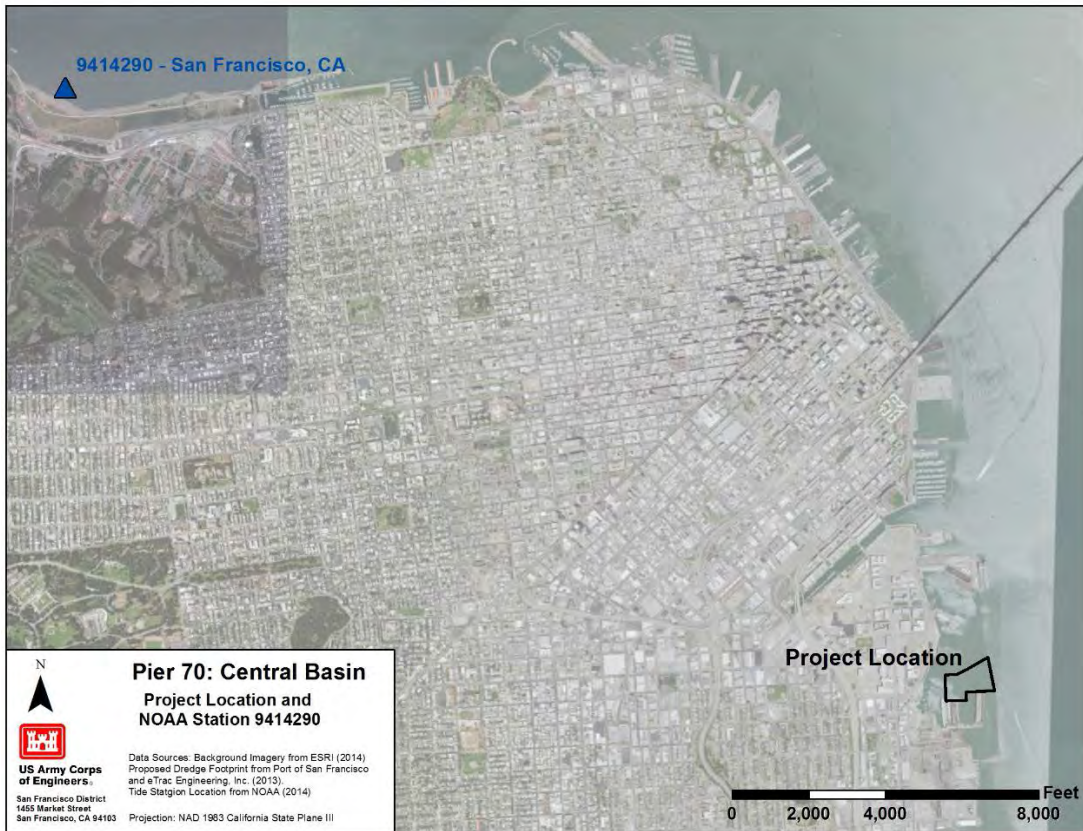 9414290 - San Francisco, CA
Project Location
N
Pier 70: Central Basin
Project Location and
NOAA Station 9414290
US Army Corps
of Engineers®
San Francisco District
1455 Market Street
San Francisco, CA 94103
Data Sources: Background Imagery from ESRI (2014)
Proposed Dredge Footprint from Port of San Francisco
and eTrac Engineering, Inc. (2013).
Tide Statgion Location from NOAA (2014)
Projection: NAD 1983 California State Plane III
Feet
0 2,000 4,000 8,000